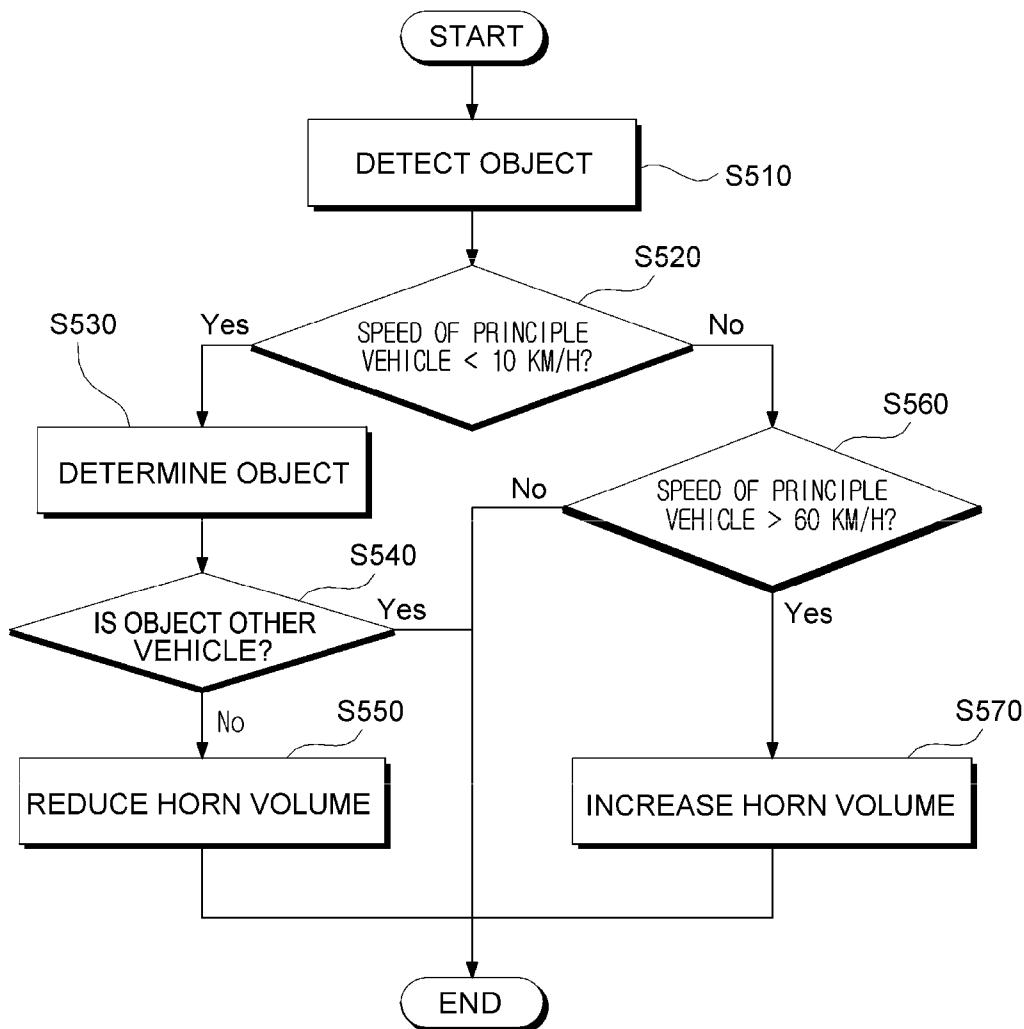 START
DETECT OBJECT
S510
S520
SPEED OF PRINCIPLE
VEHICLE < 10 KM/H?
Yes
No
S530
DETERMINE OBJECT
S560
SPEED OF PRINCIPLE
VEHICLE > 60 KM/H?
No
Yes
S540
IS OBJECT OTHER
VEHICLE?
Yes
No
S550
REDUCE HORN VOLUME
S570
INCREASE HORN VOLUME
END